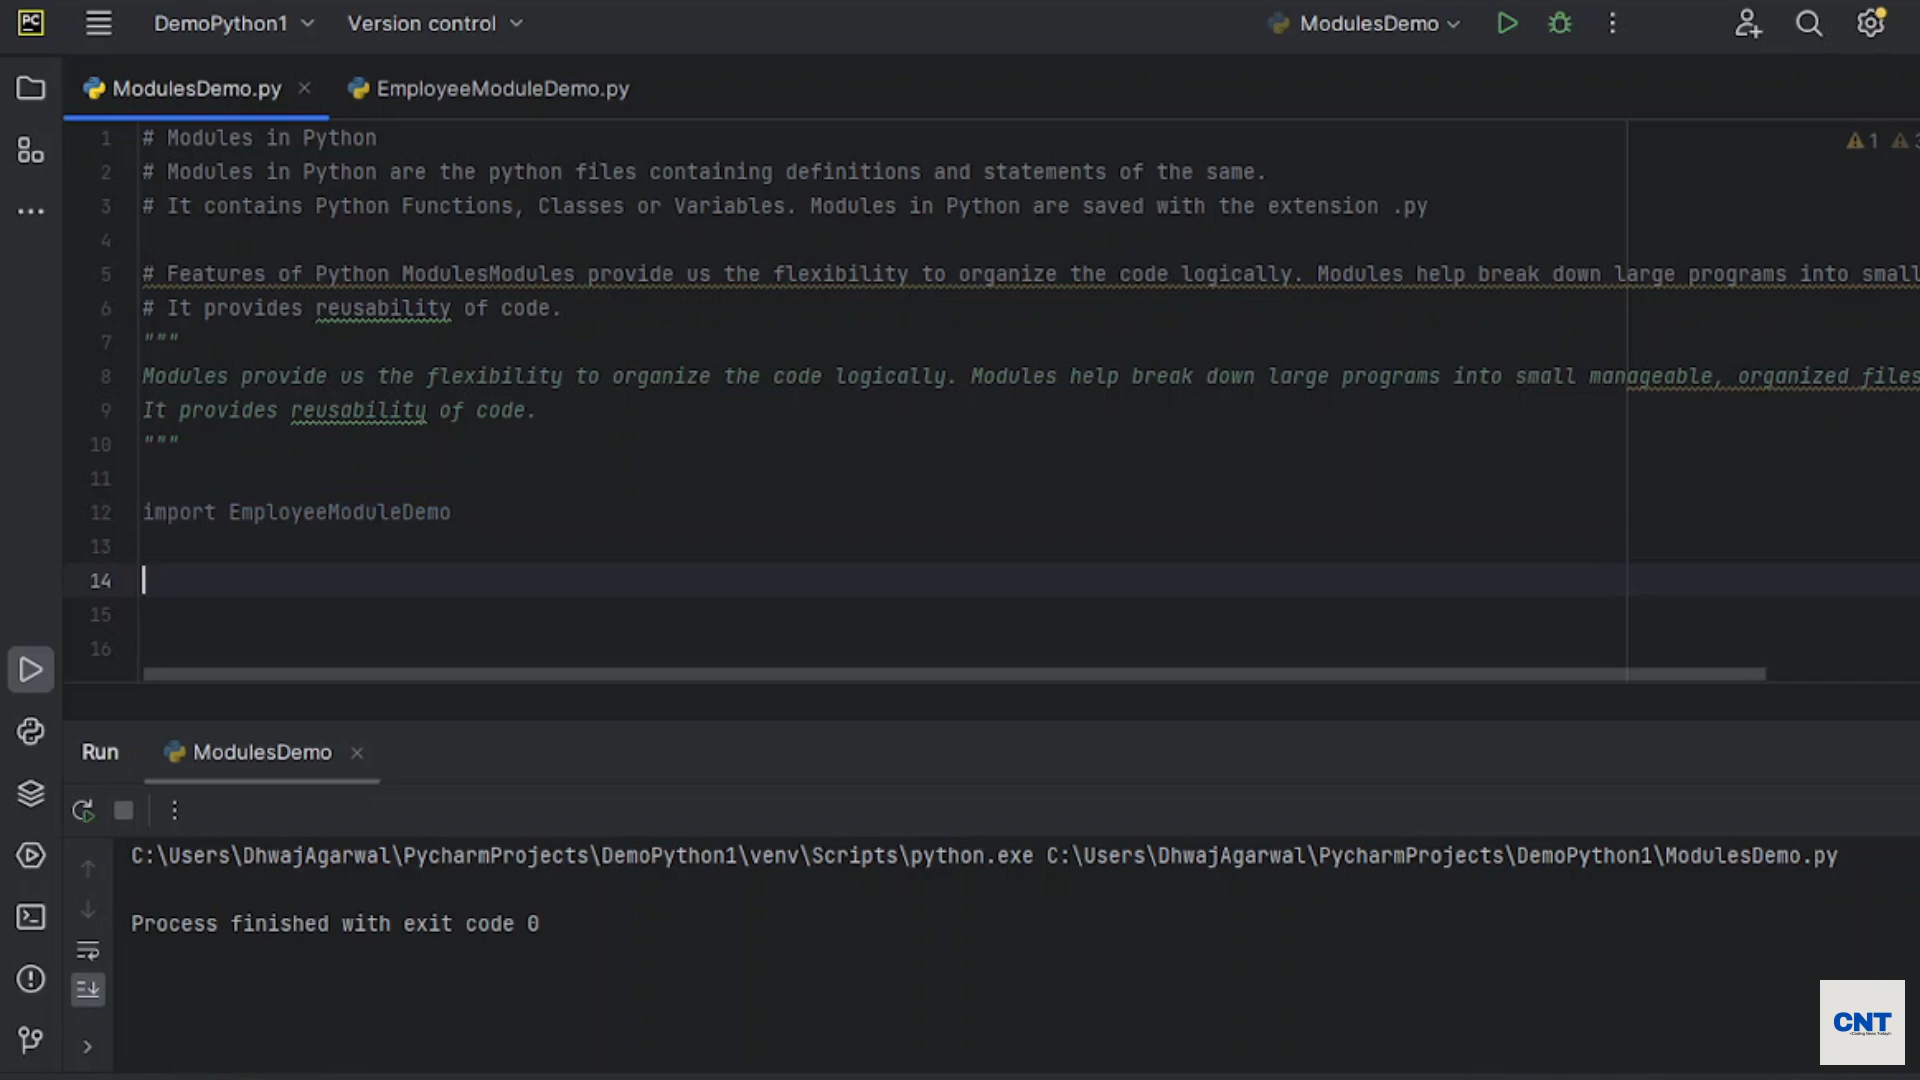 PC
DemoPython1
Version control
ModulesDemo
ModulesDemo.py
EmployeeModuleDemo.py
1 # Modules in Python
2 # Modules in Python are the python files containing definitions and statements of the same.
3 # It contains Python Functions, Classes or Variables. Modules in Python are saved with the extension .py
4
5 # Features of Python ModulesModules provide us the flexibility to organize the code logically. Modules help break down large programs into small
6 # It provides reusability of code.
7 """
8 Modules provide us the flexibility to organize the code logically. Modules help break down large programs into small manageable, organized files
9 It provides reusability of code.
10 """
11
12 import EmployeeModuleDemo
13
14
15
16
1
Run
ModulesDemo
C:\Users\DhwajAgarwal\PycharmProjects\DemoPython1\venv\Scripts\python.exe C:\Users\DhwajAgarwal\PycharmProjects\DemoPython1\ModulesDemo.py
Process finished with exit code 0
CNT